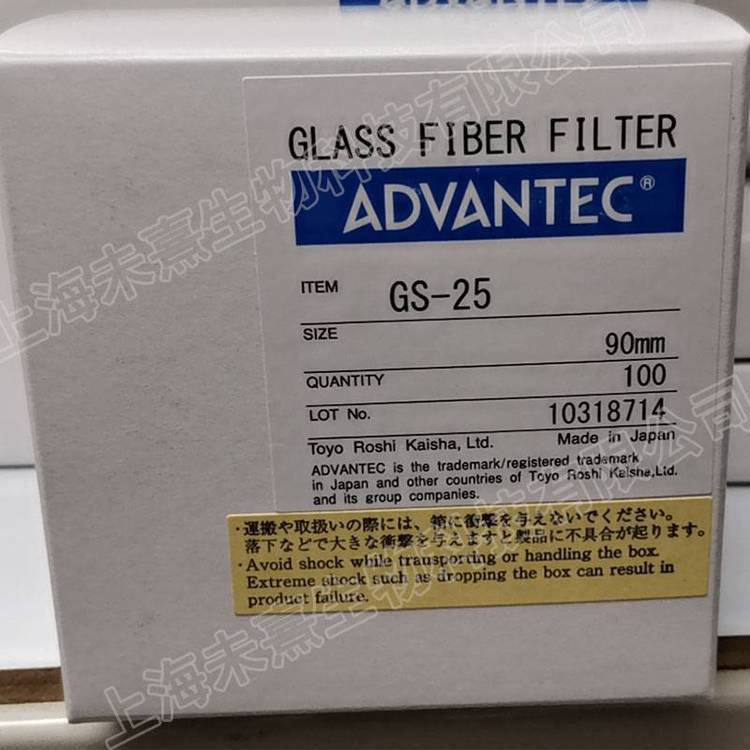 ADVANTEC
GLASS FIBER FILTER
ADVANTEC®
ITEM GS-25
SIZE 90mm
QUANTITY 100
LOT No. 10318714
Toyo Roshi Kaisha, Ltd. Made in Japan
ADVANTEC is the trademark/registered trademark
in Japan and other countries of Toyo Roshi Kaisha,Ltd.
and its group companies.
・運搬や取扱いの際には、箱に衝撃を与えないでください。
落下などで大きな衝撃を与えますと製品に不具合が起ります。
・Avoid shock while transporting or handling the box.
Extreme shock such as dropping the box can result in
product failure.
上海未熹生物科技有限公司
上海未熹生物科技有限公司